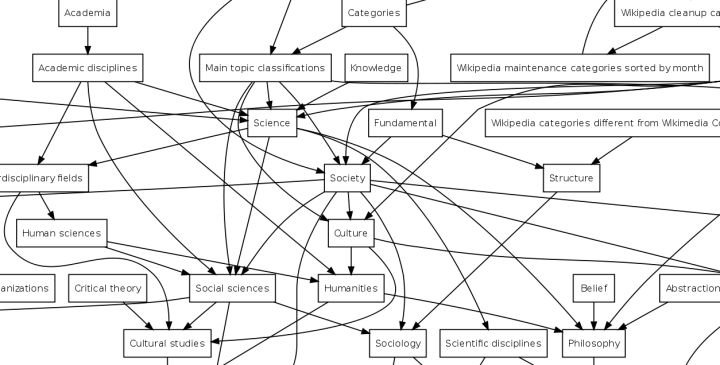 Academia
Categories
Wikipedia cleanup ca
Academic disciplines
Main topic classifications
Knowledge
Wikipedia maintenance categories sorted by month
Science
Fundamental
Wikipedia categories different from Wikimedia Co
rdisciplinary fields
Society
Structure
Human sciences
Culture
anizations
Critical theory
Social sciences
Humanities
Belief
Abstraction
Cultural studies
Sociology
Scientific disciplines
Philosophy